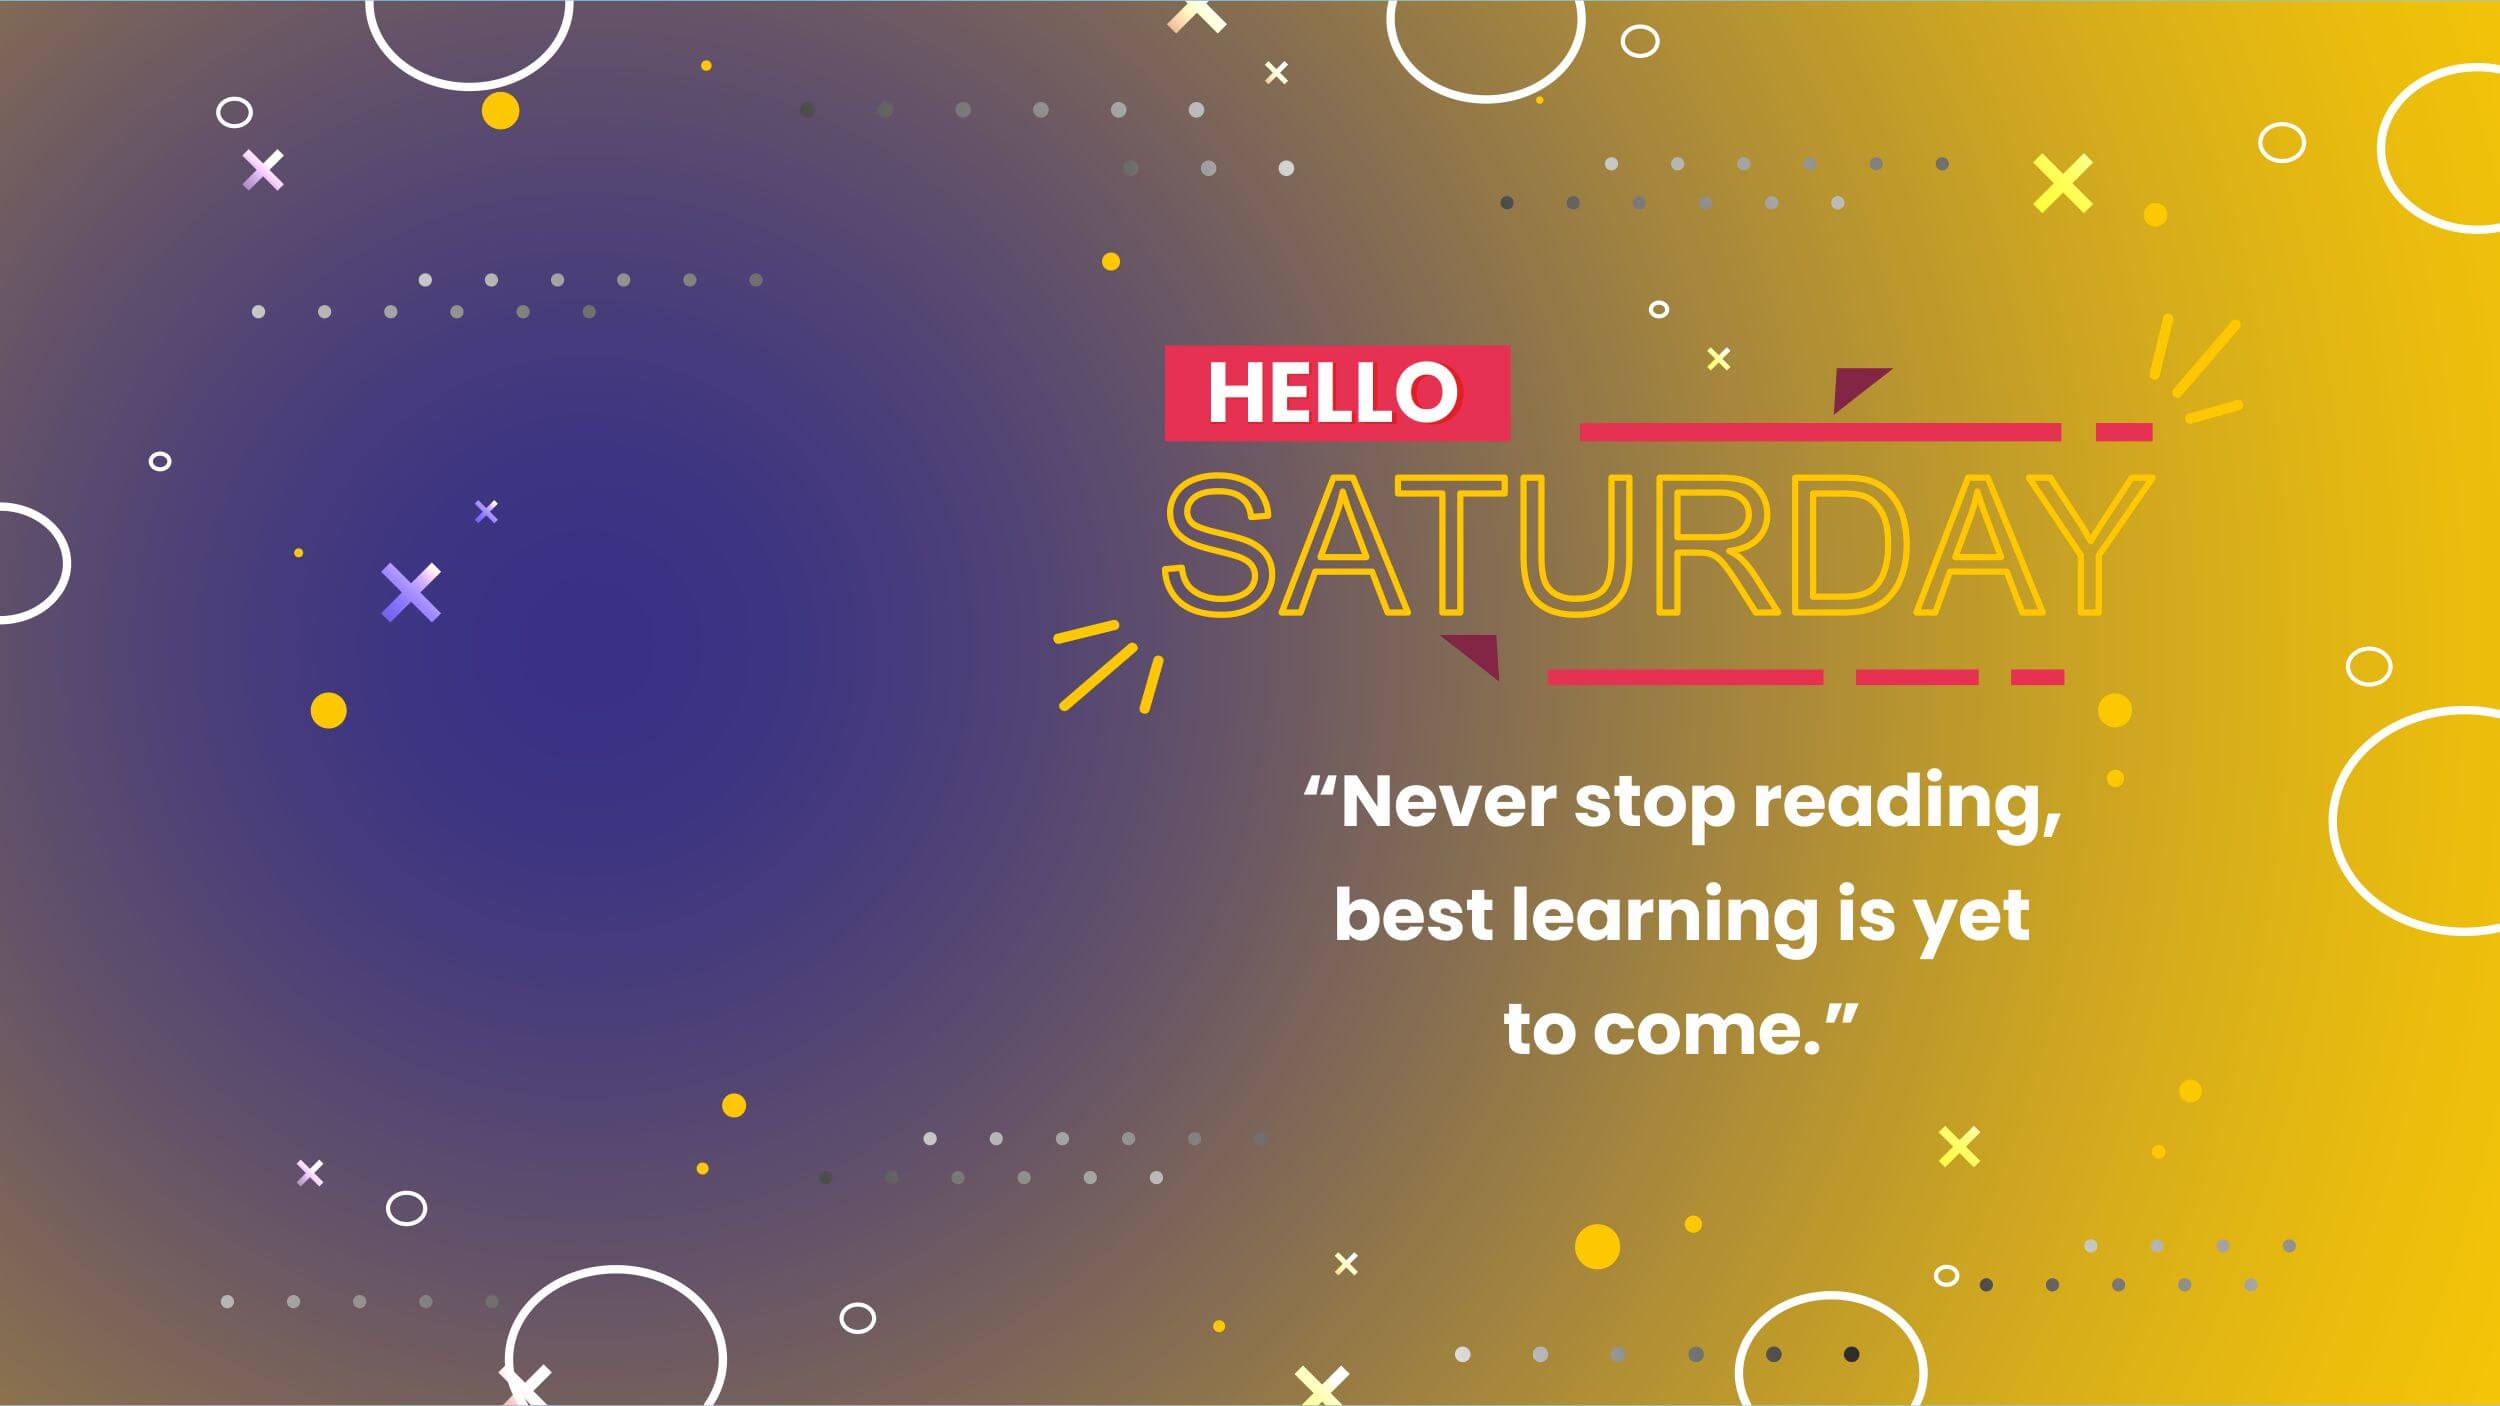 HELLO
SATURDAY
“Never stop reading,
best learning is yet
to come.”